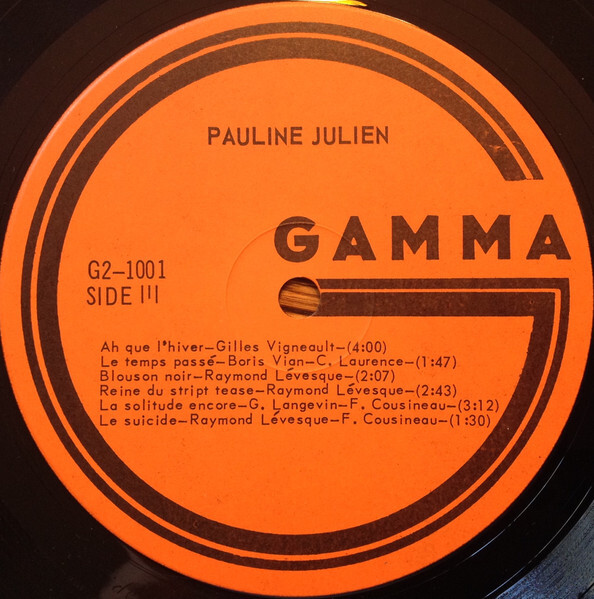 PAULINE JULIEN
GAMMA
G2-1001
SIDE III
Ah que l'hiver-Gilles Vigneault-(4:00)
Le temps passé-Boris Vian-C. Laurence-(1:47)
Blouson noir-Raymond Lévesque-(2:07)
Reine du stript tease-Raymond Lévesque-(2:43)
La solitude encore-G. Langevin-F. Cousineau-(3:12)
Le suicide-Raymond Lévesque-F. Cousineau-(1:30)